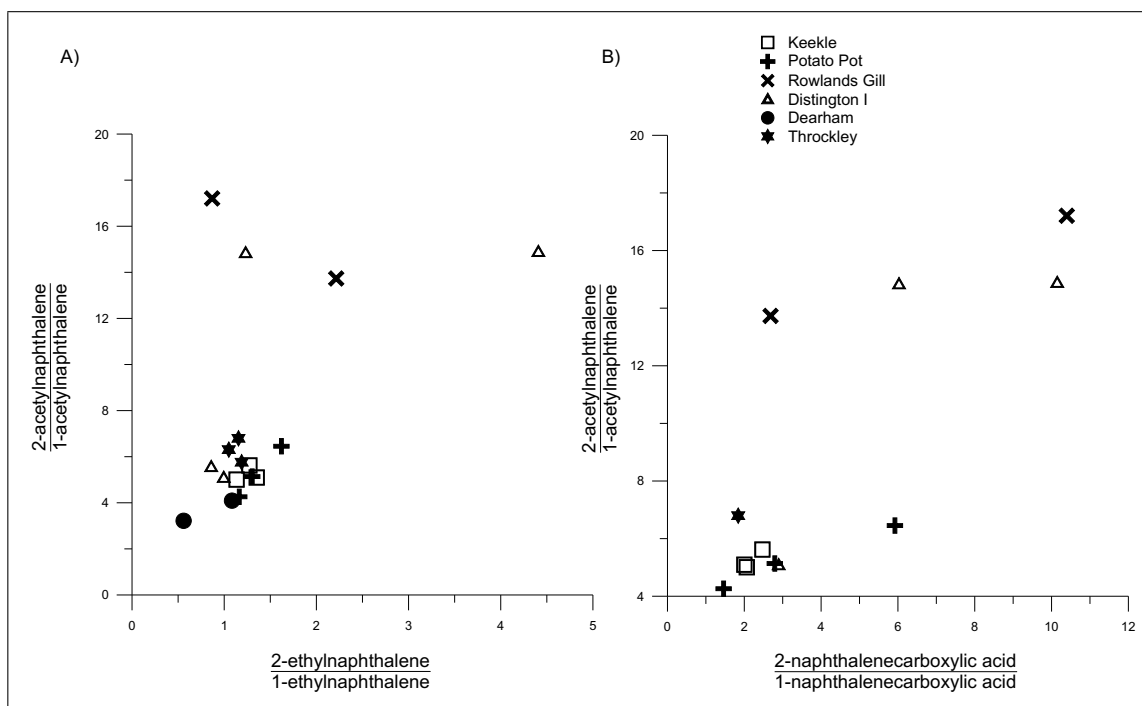 A)
20
16
12
8
4
0
2-acetylnaphthalene
1-acetylnaphthalene
0 1 2 3 4 5
2-ethylnaphthalene
1-ethylnaphthalene
B)
Keekle
Potato Pot
Rowlands Gill
Distington I
Dearham
Throckley
20
16
12
8
4
2-acetylnaphthalene
1-acetylnaphthalene
0 2 4 6 8 10 12
2-naphthalenecarboxylic acid
1-naphthalenecarboxylic acid